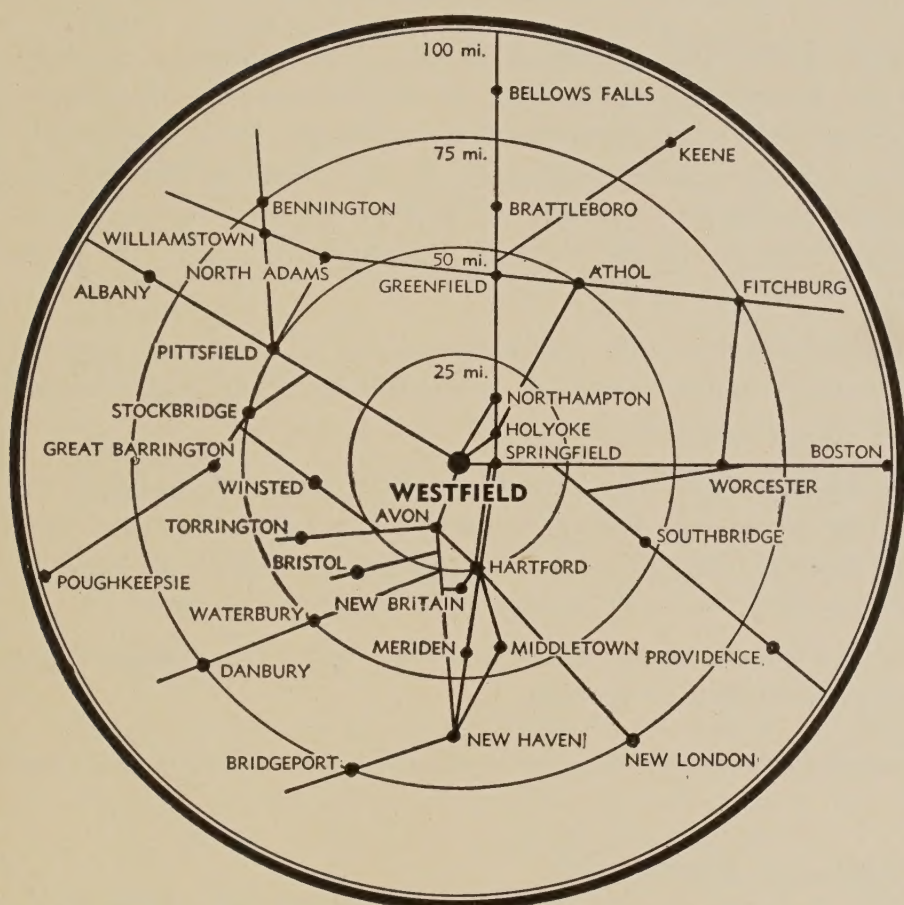 100 mi.
BELLOWS FALLS
75 mi.
KEENE
BENNINGTON
BRATTLEBORO
WILLIAMSTOWN
50 mi.
NORTH ADAMS
ATHOL
ALBANY
GREENFIELD
FITCHBURG
PITTSFIELD
25 mi.
NORTHAMPTON
STOCKBRIDGE
HOLYOKE
GREAT BARRINGTON
SPRINGFIELD
BOSTON
WINSTED
WESTFIELD
WORCESTER
AVON
TORRINGTON
SOUTHBRIDGE
BRISTOL
HARTFORD
POUGHKEEPSIE
NEW BRITAIN
WATERBURY
MERIDEN
MIDDLETOWN
PROVIDENCE
DANBURY
NEW HAVEN
BRIDGEPORT
NEW LONDON